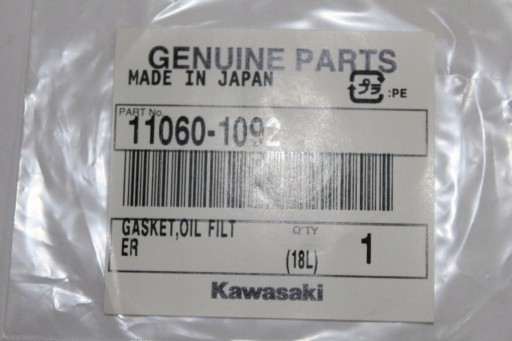 GENUINE PARTS
MADE IN JAPAN
プラ :PE
PART No.
11060-1092
GASKET,OIL FILT Q'TY
ER (18L) 1
Kawasaki